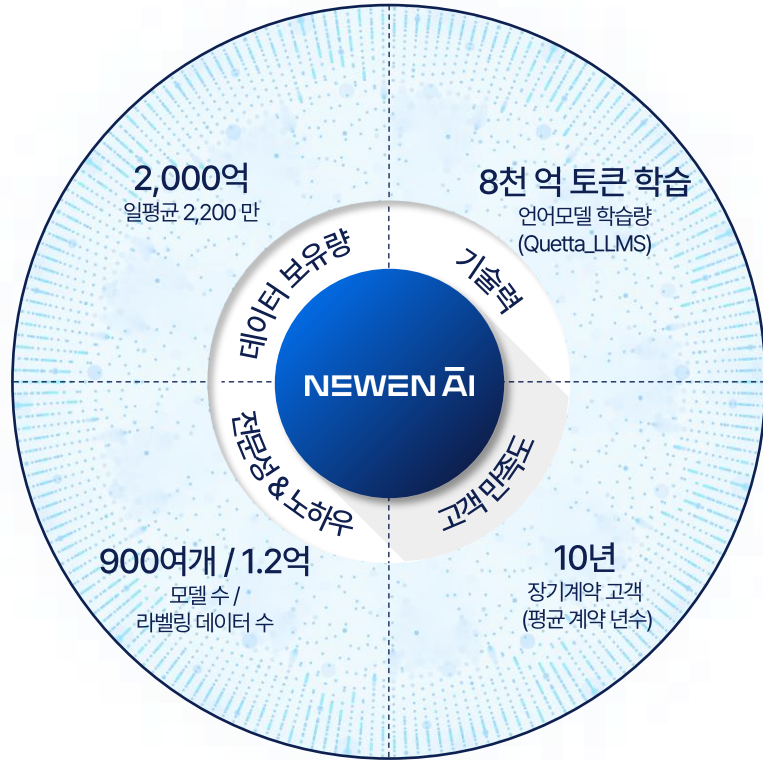 2,000억
일평균 2,200 만
8천 억 토큰 학습
언어모델 학습량
(Quetta_LLMS)
데이터 보유량
기술력
NEWEN AI
전문성 & 노하우
고객 만족도
900여개 / 1.2억
모델 수 /
라벨링 데이터 수
10년
장기계약 고객
(평균 계약 년수)